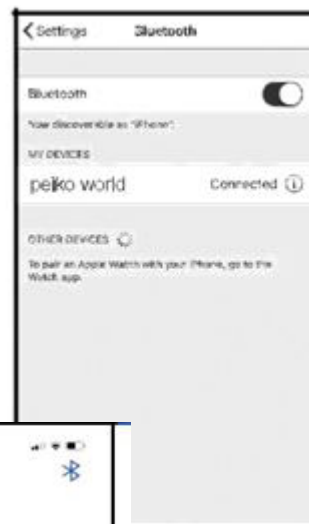 Settings Bluetooth
Bluetooth
Now discoverable as "iPhone".
MY DEVICES
peiko world Connected
OTHER DEVICES
To pair an Apple Watch with your iPhone, go to the
Watch app.